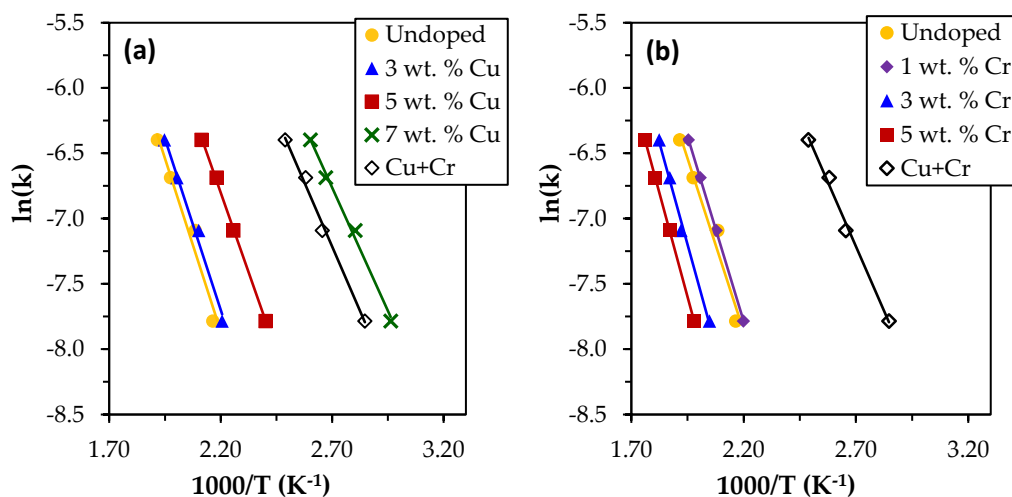 (a)
Undoped
3 wt. % Cu
5 wt. % Cu
7 wt. % Cu
Cu+Cr
-5.5
-6.0
-6.5
-7.0
-7.5
-8.0
-8.5
ln(k)
1.70 2.20 2.70 3.20
1000/T (K⁻¹)
(b)
Undoped
1 wt. % Cr
3 wt. % Cr
5 wt. % Cr
Cu+Cr
-5.5
-6.0
-6.5
-7.0
-7.5
-8.0
-8.5
ln(k)
1.70 2.20 2.70 3.20
1000/T (K⁻¹)